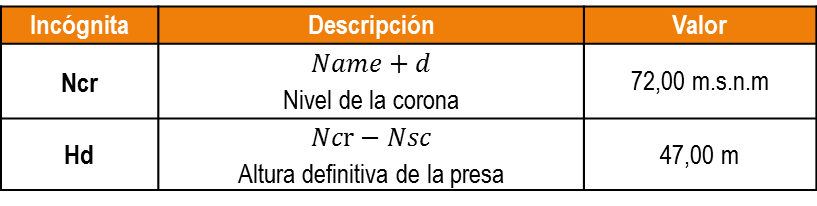 Incógnita Descripción Valor
Ncr
Name + d
Nivel de la corona
72,00 m.s.n.m
Hd
Ncr − Nsc
Altura definitiva de la presa
47,00 m